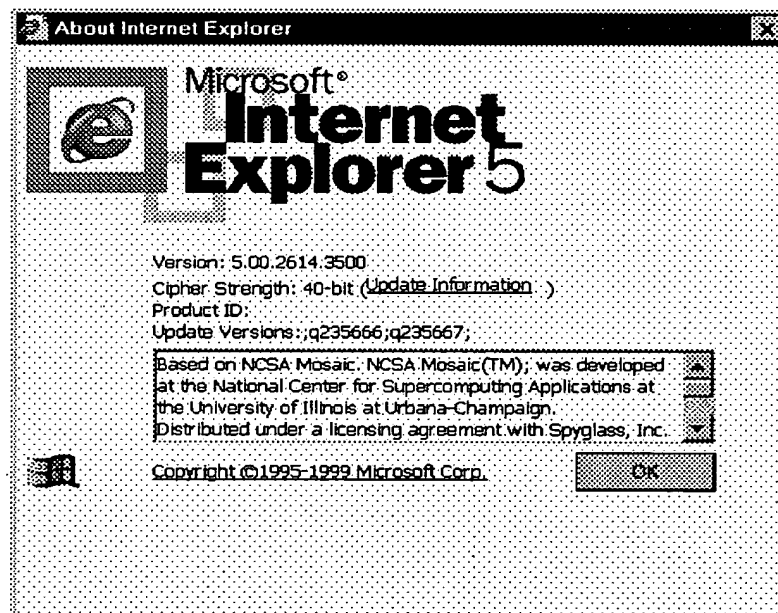 About Internet Explorer
Microsoft®
Internet
Explorer 5
Version: 5.00.2614.3500
Cipher Strength: 40-bit (Update Information )
Product ID:
Update Versions:;q235666;q235667;
Based on NCSA Mosaic. NCSA Mosaic(TM); was developed
at the National Center for Supercomputing Applications at
the University of Illinois at Urbana-Champaign.
Distributed under a licensing agreement with Spyglass, Inc.
Copyright ©1995-1999 Microsoft Corp.
OK